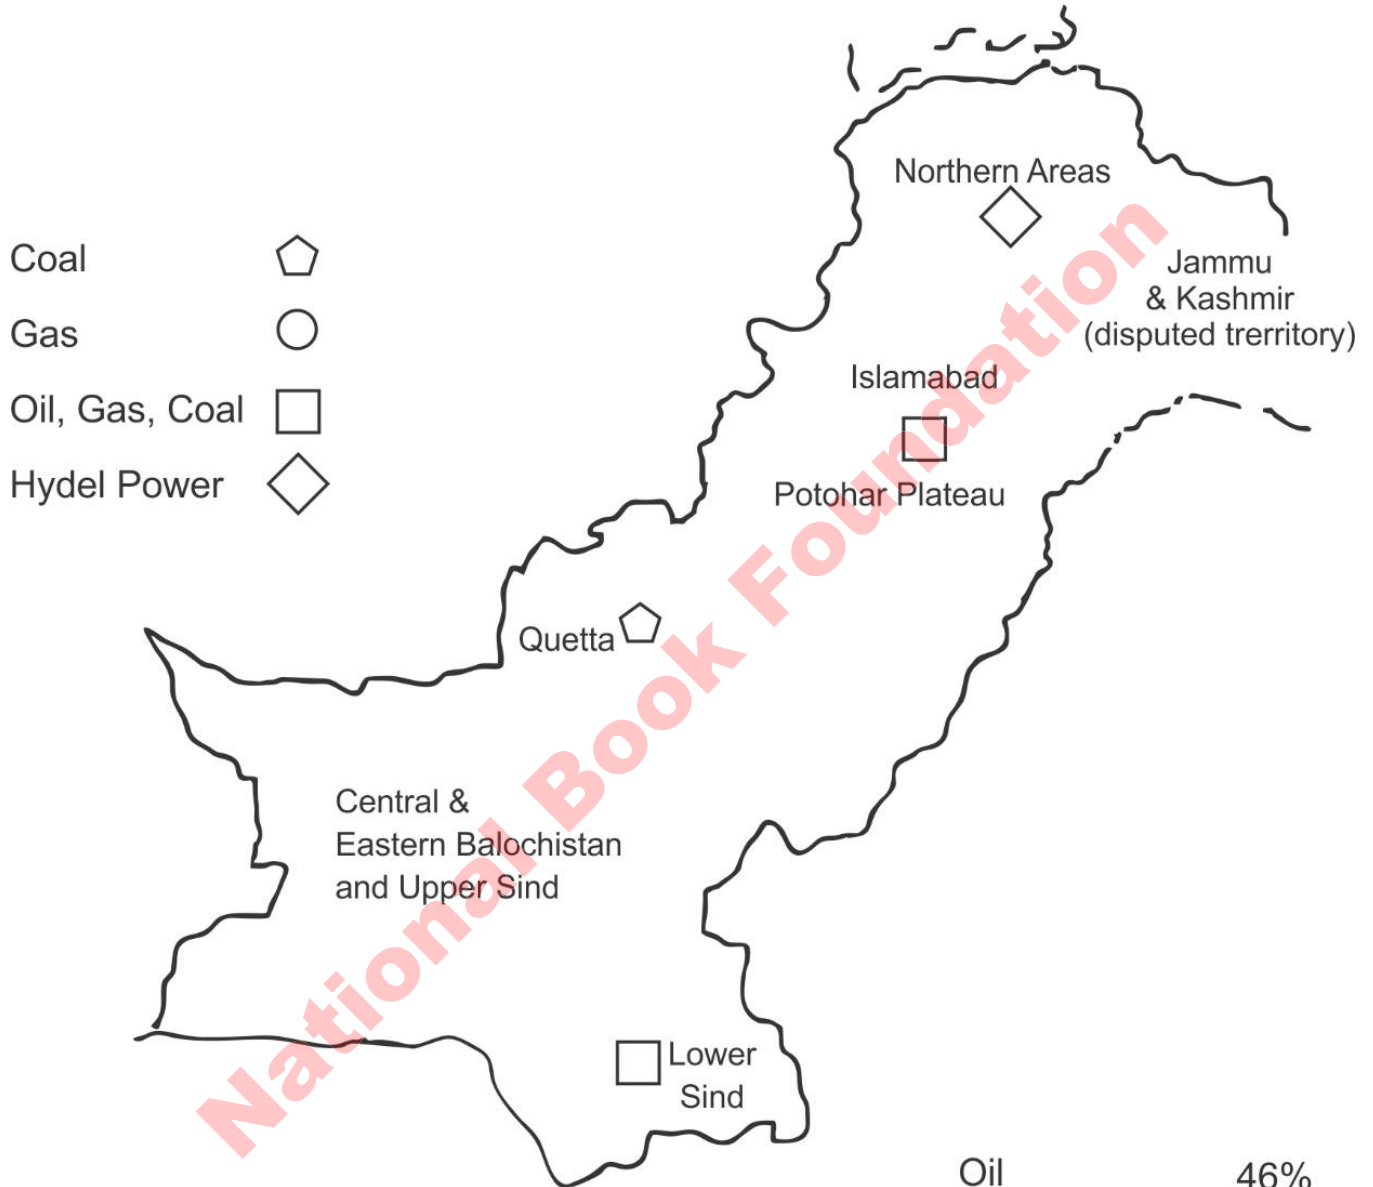 Northern Areas
Coal
Gas
Oil, Gas, Coal
Hydel Power
Jammu
& Kashmir
(disputed trerritory)
Islamabad
Potohar Plateau
Quetta
Central &
Eastern Balochistan
and Upper Sind
Lower
Sind
Oil 46%
National Book Foundation